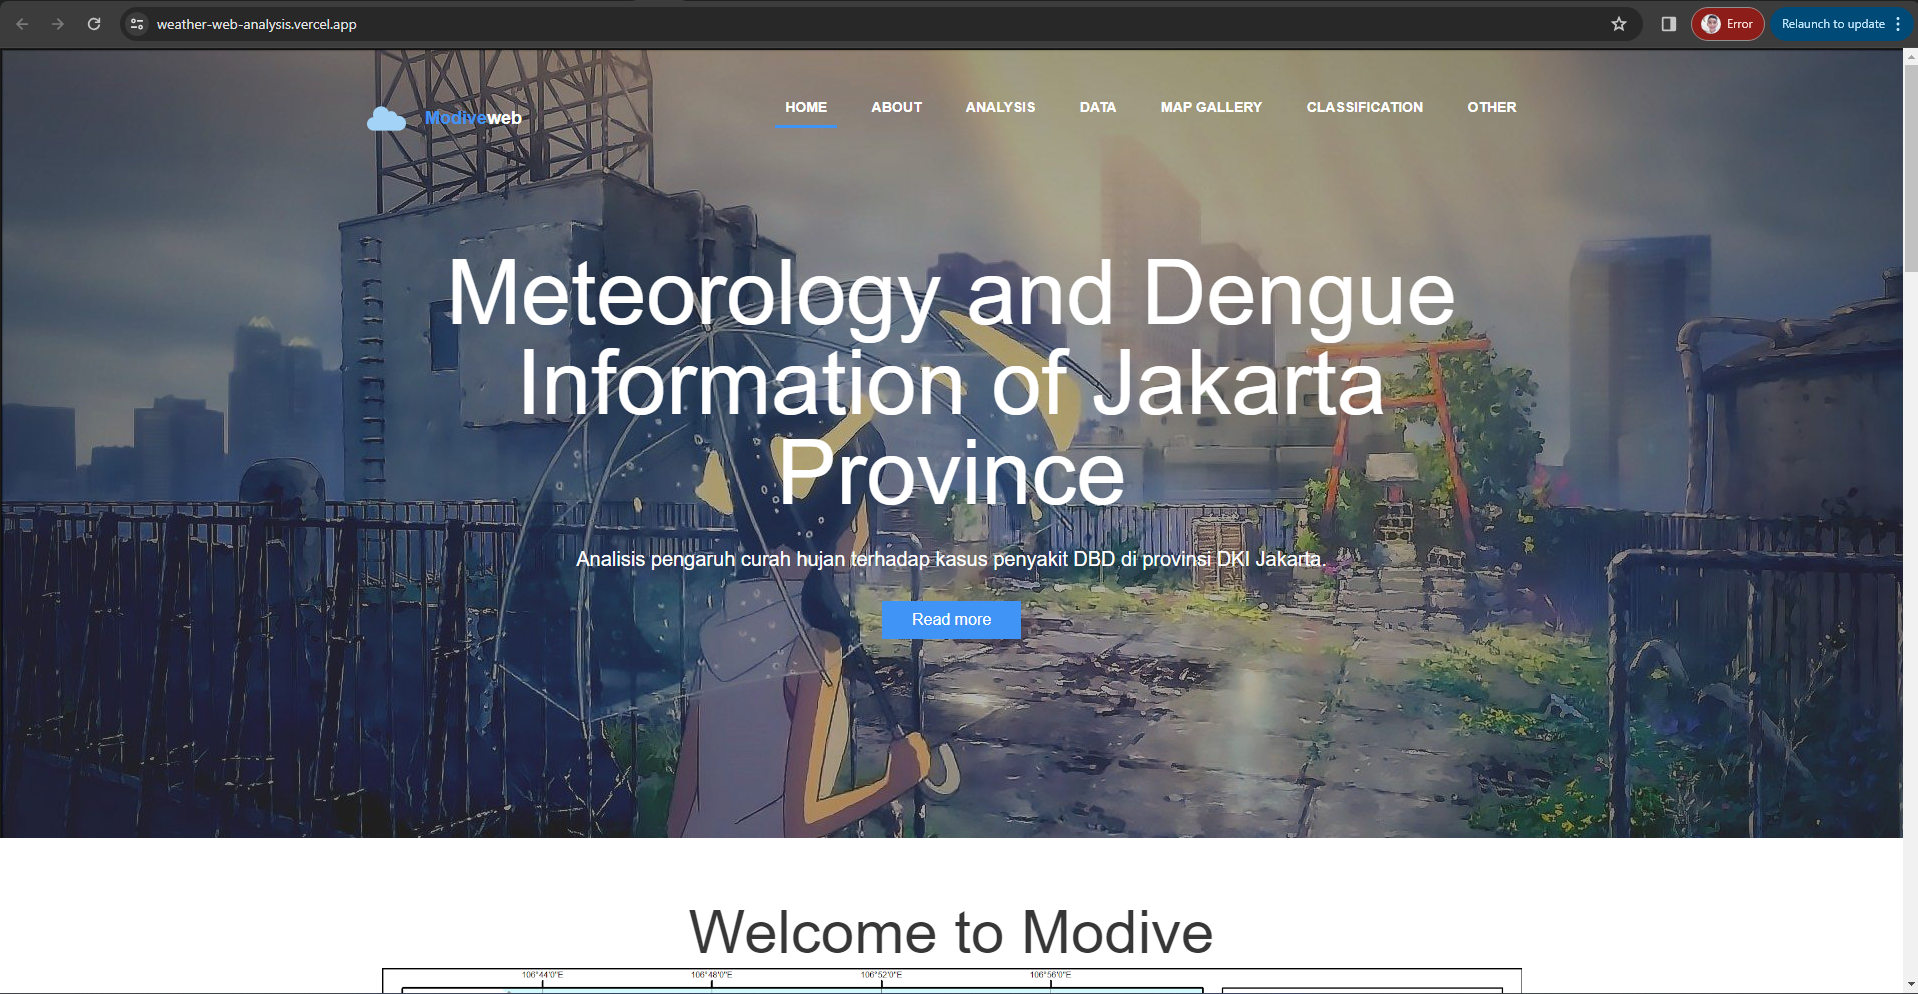 weather-web-analysis.vercel.app
Error
Relaunch to update
Modiveweb
HOME ABOUT ANALYSIS DATA MAP GALLERY CLASSIFICATION OTHER
Meteorology and Dengue
Information of Jakarta
Province
Analisis pengaruh curah hujan terhadap kasus penyakit DBD di provinsi DKI Jakarta.
Read more
Welcome to Modive
106°44'0"E 106°48'0"E 106°52'0"E 106°56'0"E